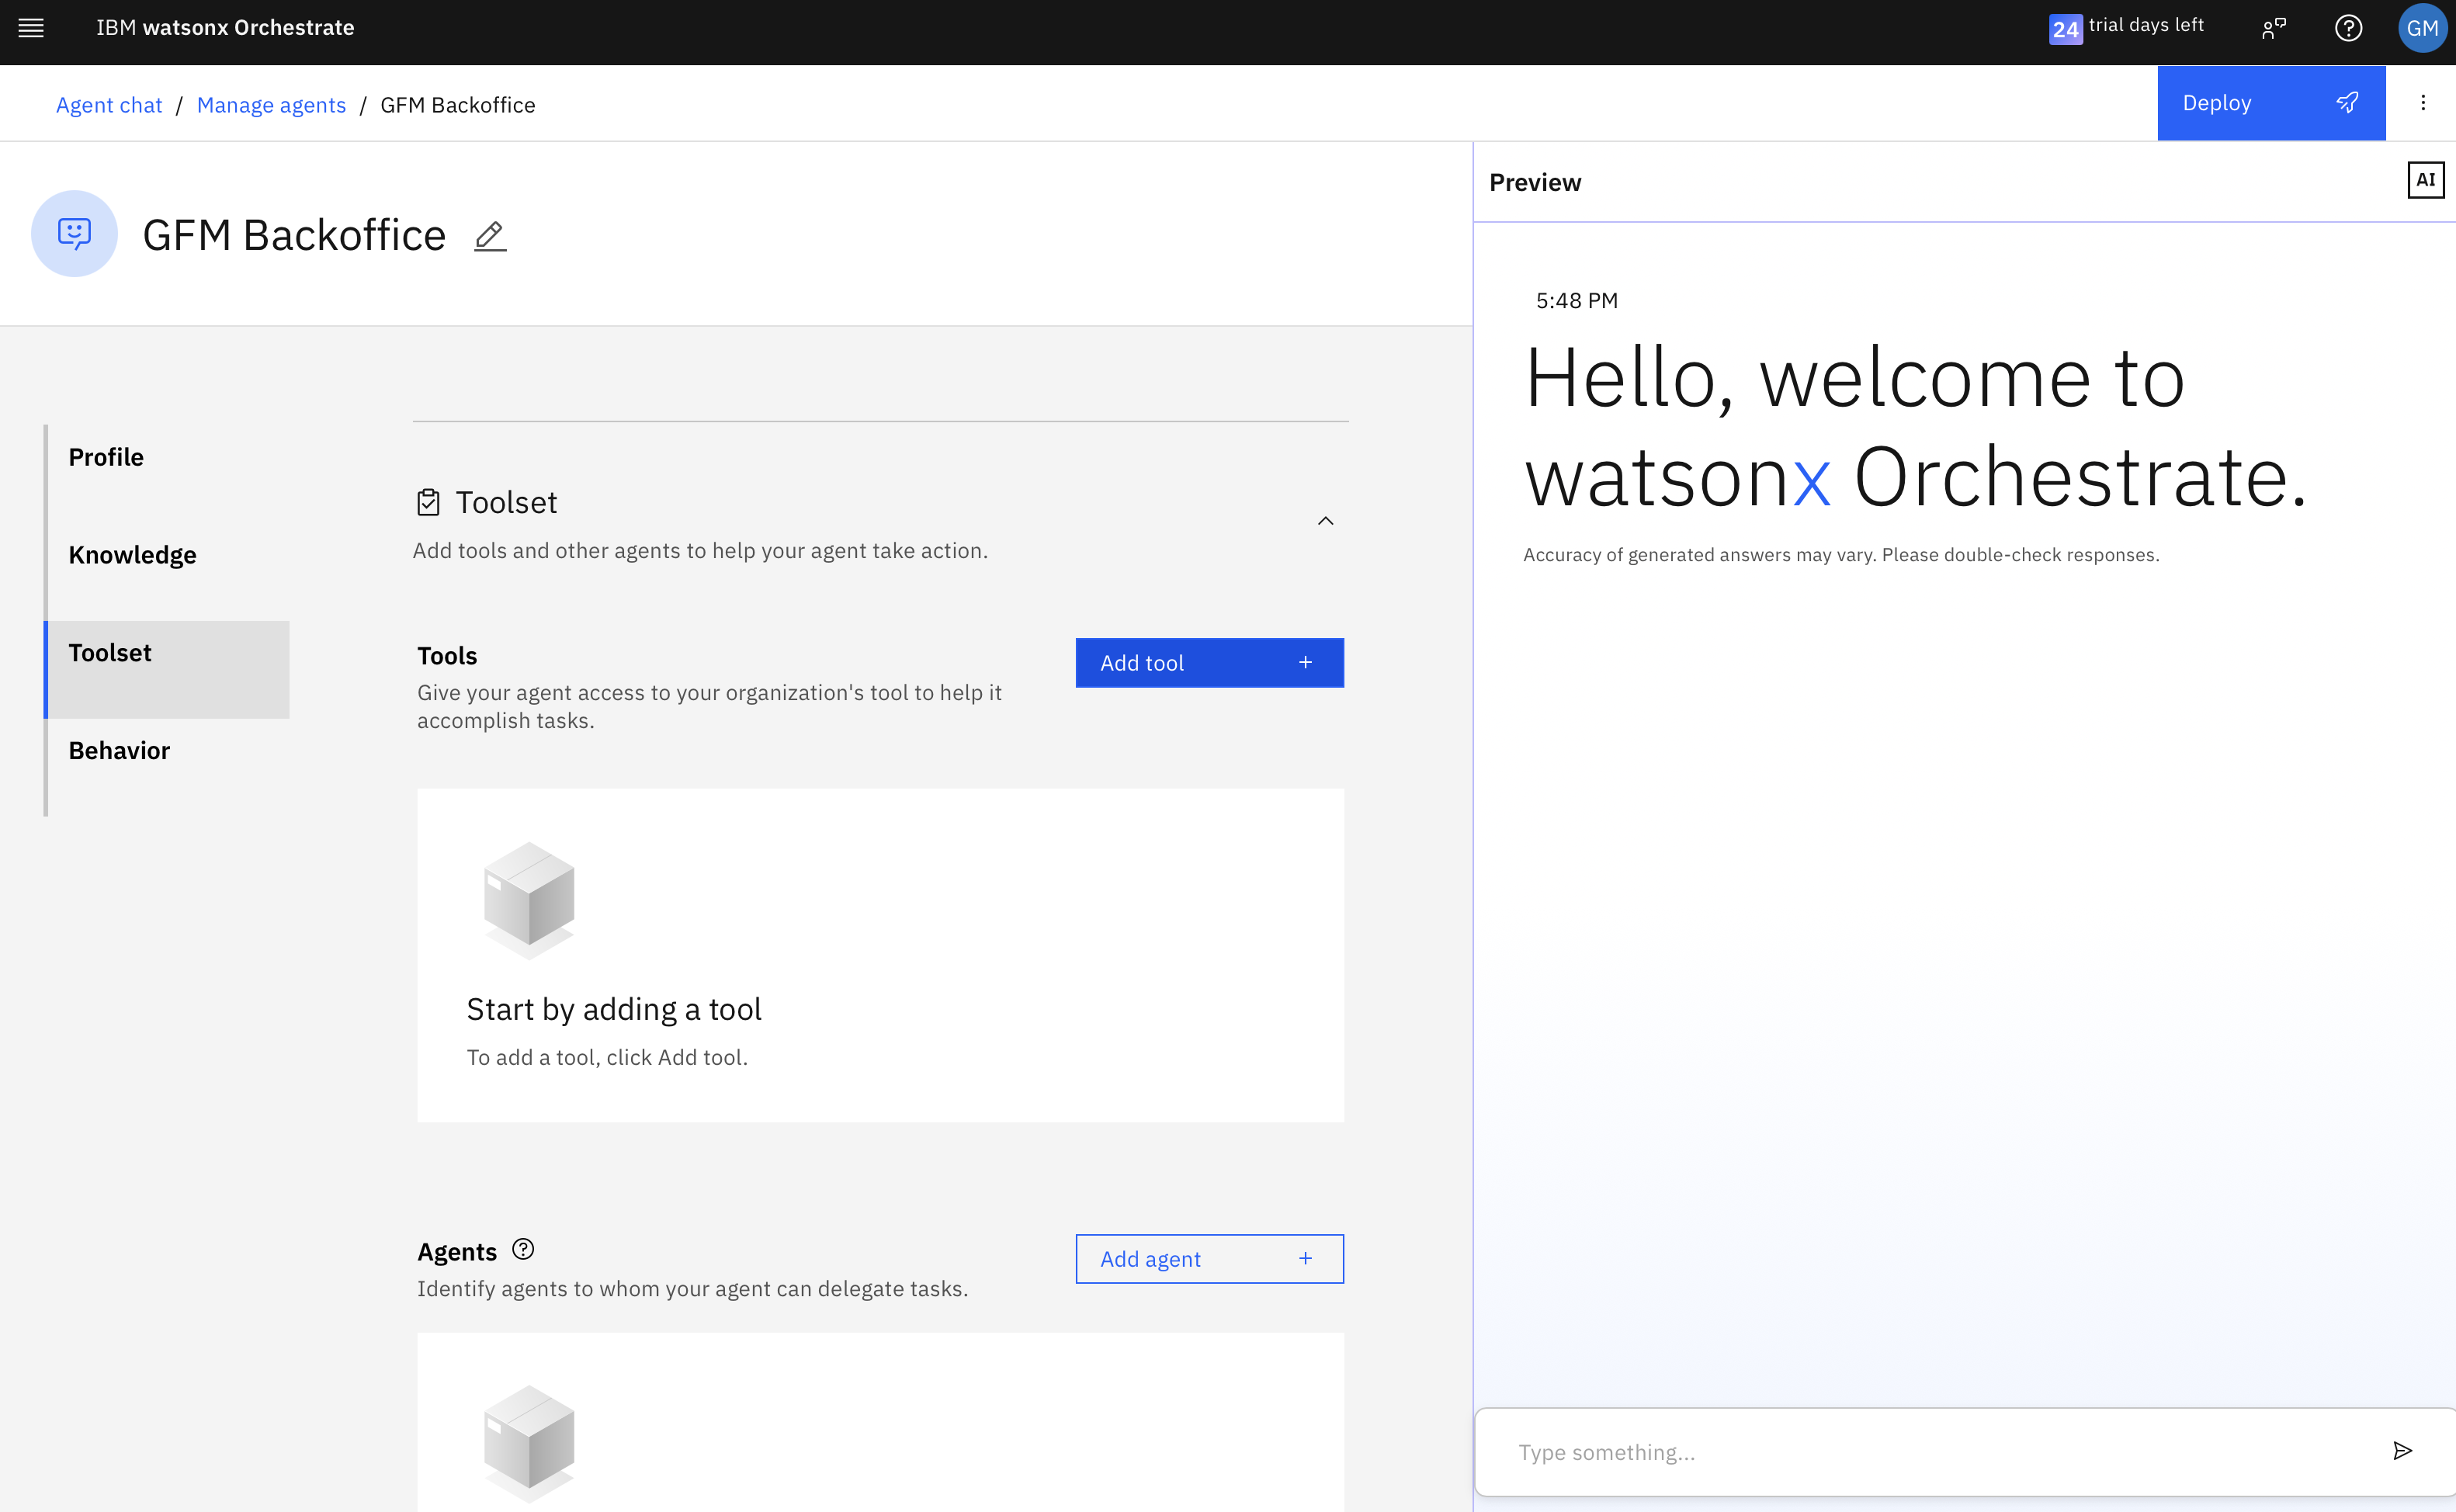 IBM watsonx Orchestrate
24 trial days left
GM
Agent chat / Manage agents / GFM Backoffice
Deploy
GFM Backoffice
Profile
Knowledge
Toolset
Behavior
Toolset
Add tools and other agents to help your agent take action.
Tools
Add tool
Give your agent access to your organization's tool to help it
accomplish tasks.
Start by adding a tool
To add a tool, click Add tool.
Agents
Add agent
Identify agents to whom your agent can delegate tasks.
Preview
AI
5:48 PM
Hello, welcome to
watsonx Orchestrate.
Accuracy of generated answers may vary. Please double-check responses.
Type something...